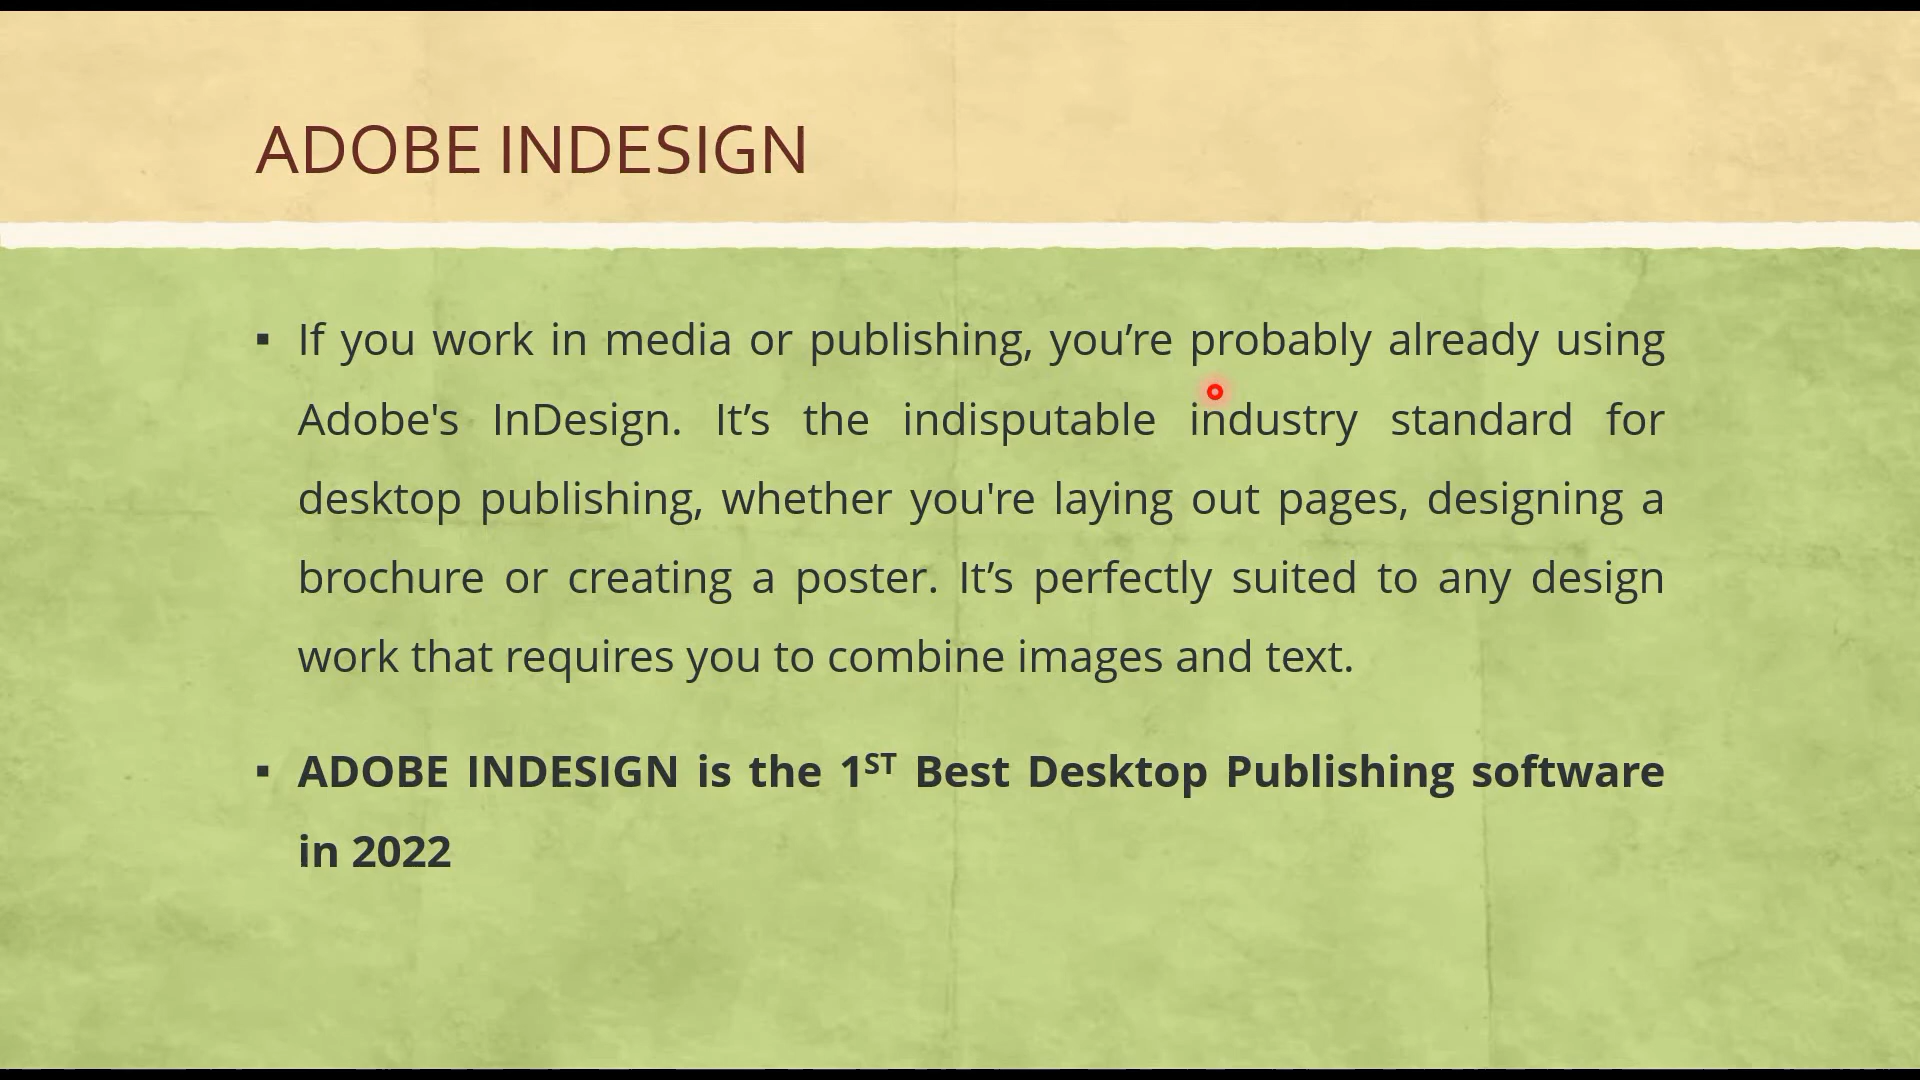 ADOBE INDESIGN
▪ If you work in media or publishing, you’re probably already using
Adobe's InDesign. It’s the indisputable industry standard for
desktop publishing, whether you're laying out pages, designing a
brochure or creating a poster. It’s perfectly suited to any design
work that requires you to combine images and text.
▪ ADOBE INDESIGN is the 1ST Best Desktop Publishing software
in 2022